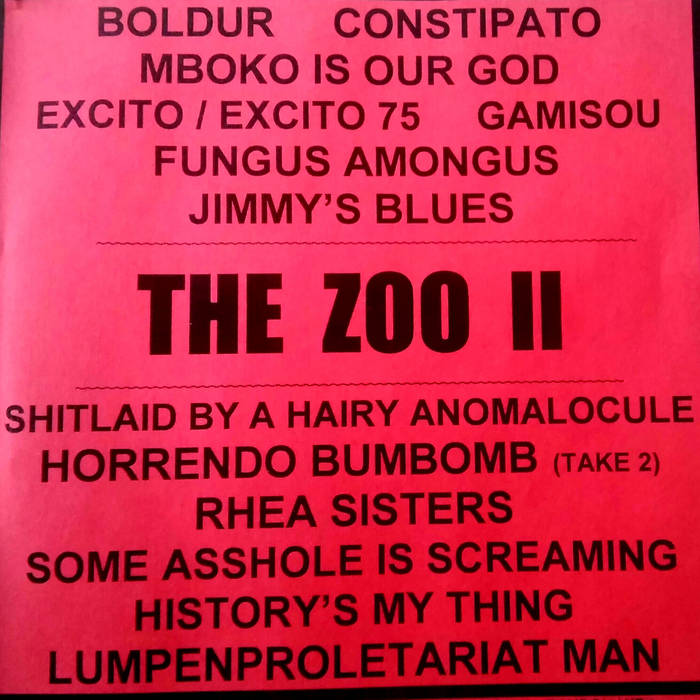 BOLDUR CONSTIPATO
MBOKO IS OUR GOD
EXCITO / EXCITO 75 GAMISOU
FUNGUS AMONGUS
JIMMY'S BLUES
THE ZOO II
SHITLAID BY A HAIRY ANOMALOCULE
HORRENDO BUMBOMB (TAKE 2)
RHEA SISTERS
SOME ASSHOLE IS SCREAMING
HISTORY'S MY THING
LUMPENPROLETARIAT MAN